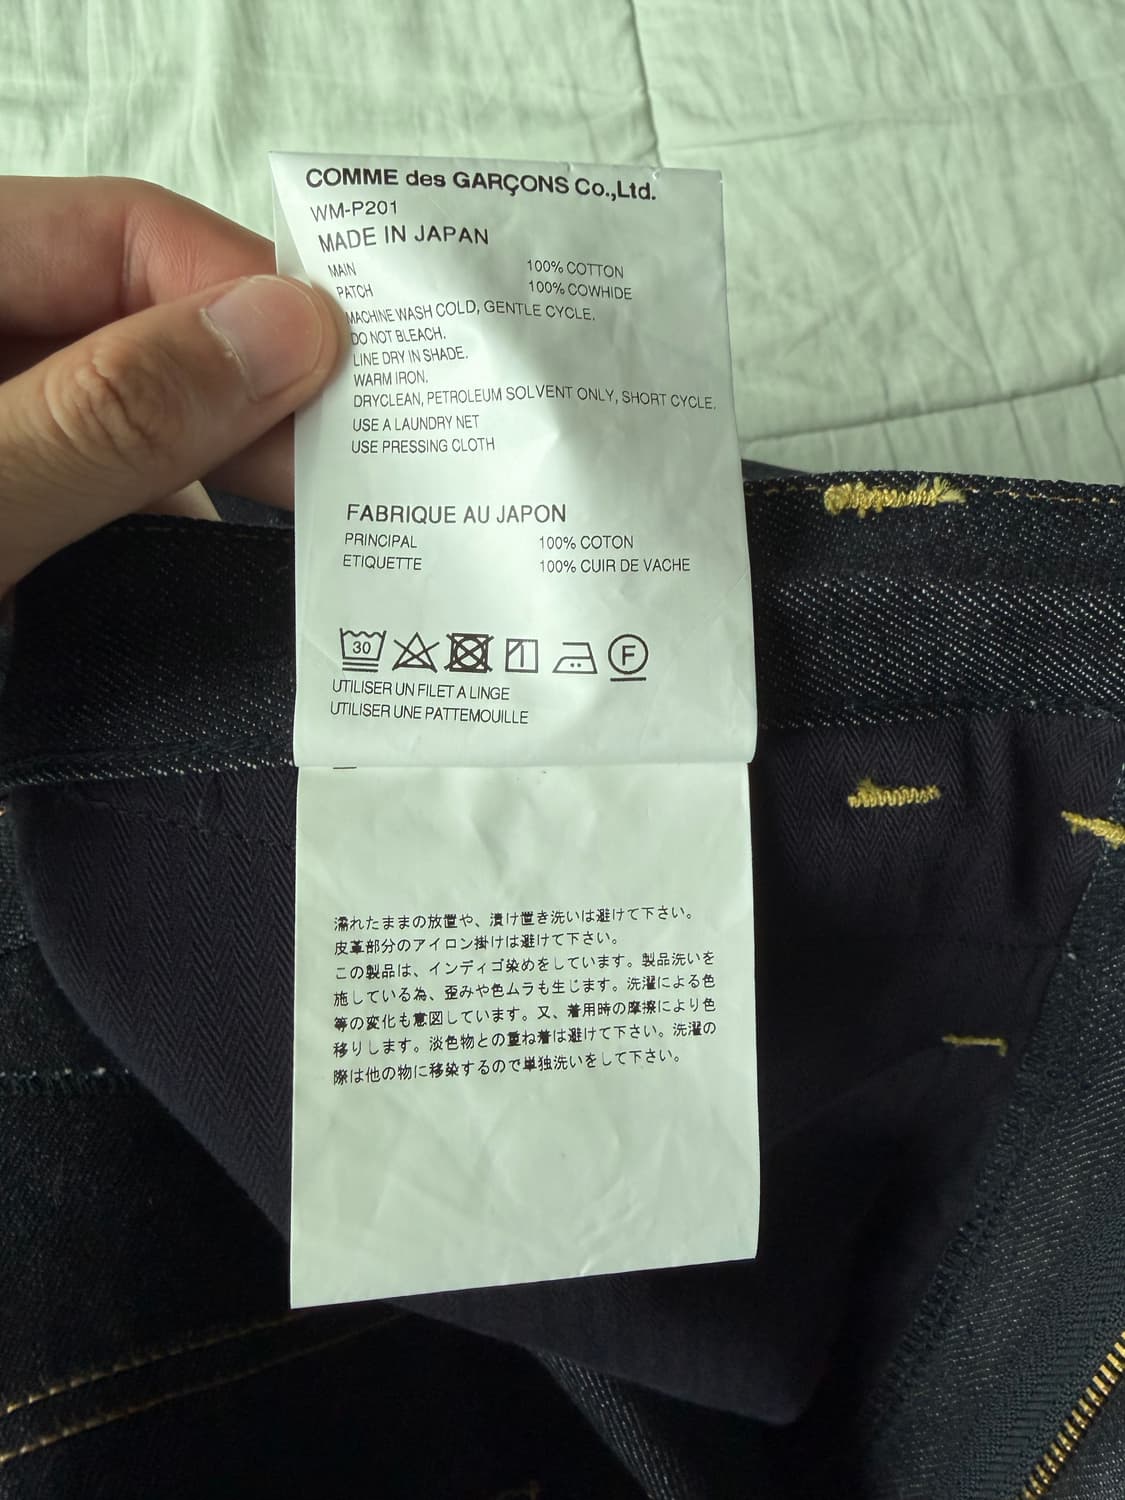 COMME des GARÇONS Co.,Ltd.
WM-P201
MADE IN JAPAN
MAIN 100% COTTON
PATCH 100% COWHIDE
MACHINE WASH COLD, GENTLE CYCLE.
DO NOT BLEACH.
LINE DRY IN SHADE.
WARM IRON.
DRYCLEAN, PETROLEUM SOLVENT ONLY, SHORT CYCLE.
USE A LAUNDRY NET
USE PRESSING CLOTH
FABRIQUE AU JAPON
PRINCIPAL 100% COTON
ETIQUETTE 100% CUIR DE VACHE
30 F
UTILISER UN FILET A LINGE
UTILISER UNE PATTEMOUILLE
濡れたままの放置や、漬け置き洗いは避けて下さい。
皮革部分のアイロン掛けは避けて下さい。
この製品は、インディゴ染めをしています。製品洗いを
施している為、歪みや色ムラも生じます。洗濯による色
等の変化も意図しています。又、着用時の摩擦により色
移りします。淡色物との重ね着は避けて下さい。洗濯の
際は他の物に移染するので単独洗いをして下さい。